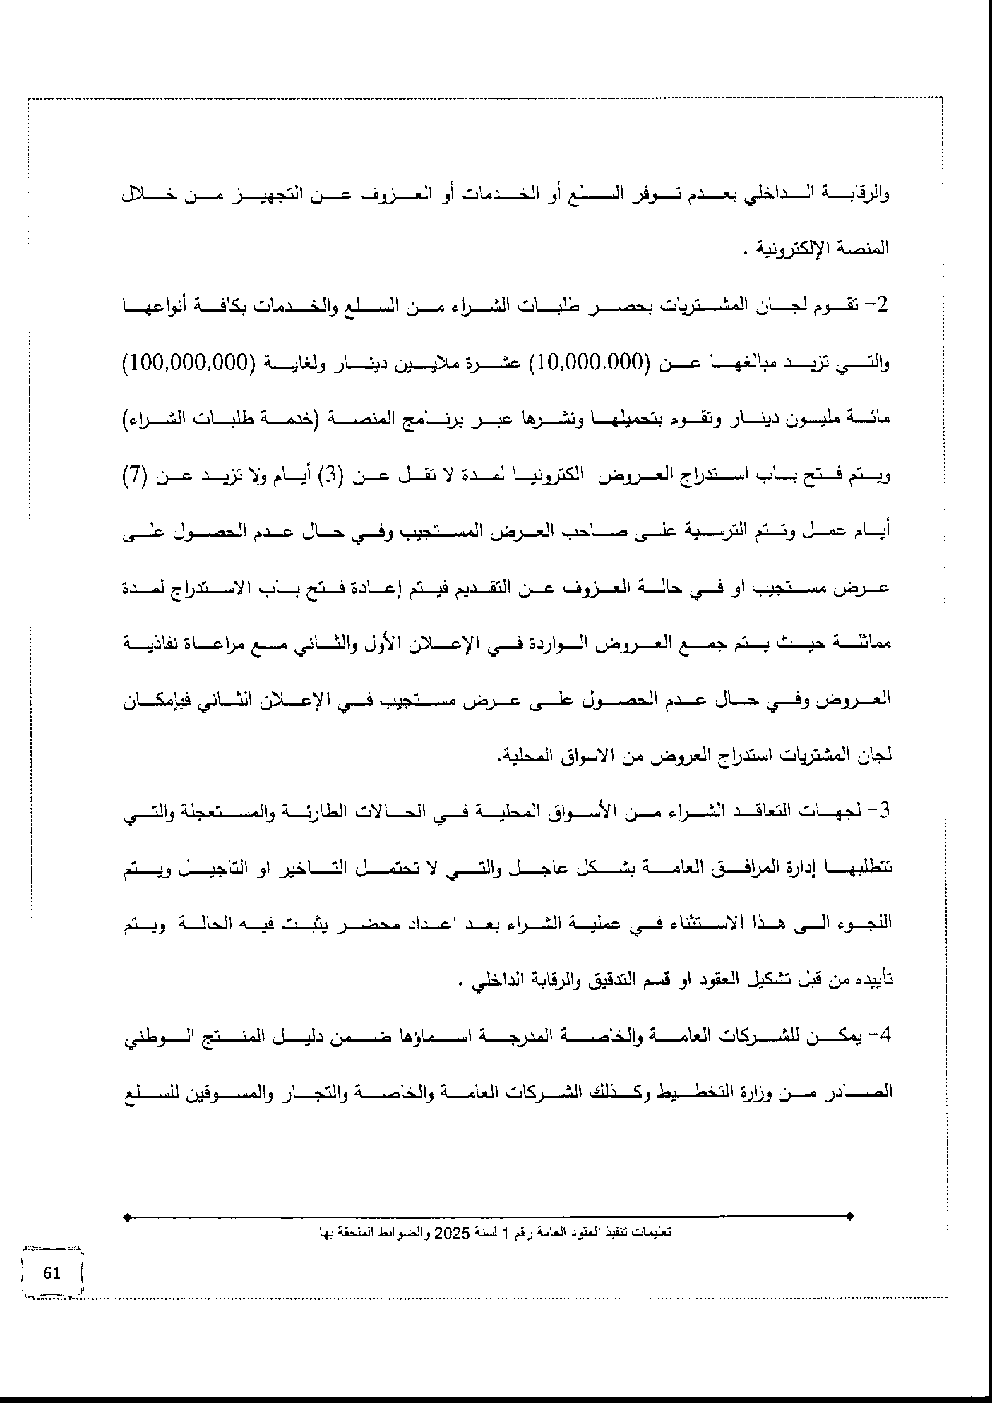 والرقابة الداخلي بعدم توفر السلع أو الخدمات أو العزوف عن التجهيز من خلال
المنصة الإلكترونية .
2- تقوم لجان المشتريات بحصر طلبات الشراء من السلع والخدمات بكافة أنواعها
والتي تزيد مبالغها عن (10,000.000) عشرة ملايين دينار ولغاية (100,000,000)
مائة مليون دينار وتقوم بتحميلها ونشرها عبر برنامج المنصة (خدمة طلبات الشراء)
ويتم فتح باب استدراج العروض الكترونيا لمدة لا تقل عن (3) أيام ولا تزيد عن (7)
أيام عمل وتتم الترسية على صاحب العرض المستجيب وفي حال عدم الحصول على
عرض مستجيب او في حالة العزوف عن التقديم فيتم إعادة فتح باب الاستدراج لمدة
مماثلة حيث يتم جمع العروض الواردة في الإعلان الأول والثاني مع مراعاة نفاذية
العروض وفي حال عدم الحصول على عرض مستجيب في الإعلان الثاني فبإمكان
لجان المشتريات استدراج العروض من الاسواق المحلية.
3- لجهات التعاقد الشراء من الأسواق المحلية في الحالات الطارئة والمستعجلة والتي
تتطلبها إدارة المرافق العامة بشكل عاجل والتي لا تحتمل التاخير او التاجيل ويتم
اللجوء الى هذا الاستثناء في عملية الشراء بعد اعداد محضر يثبت فيه الحالة ويتم
تأييده من قبل تشكيل العقود او قسم التدقيق والرقابة الداخلي .
4- يمكن للشركات العامة والخاصة المدرجة اسماؤها ضمن دليل المنتج الوطني
الصادر من وزارة التخطيط وكذلك الشركات العامة والخاصة والتجار والمسوقين للسلع
تعليمات تنفيذ العقود العامة رقم 1 لسنة 2025 والضوابط الملحقة بها
61